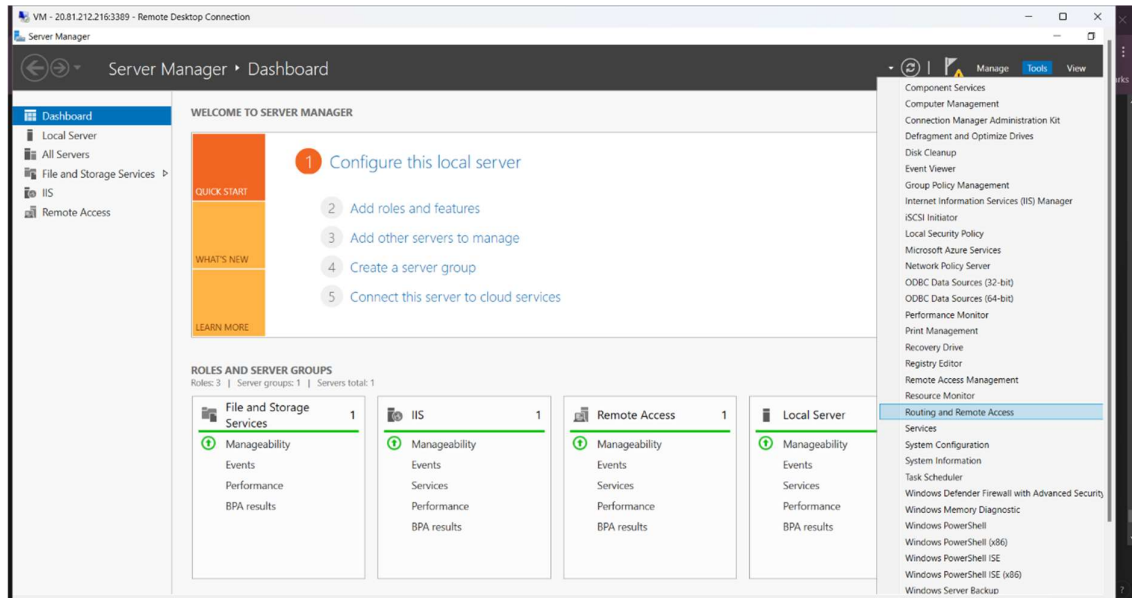 VM - 20.81.212.216:3389 - Remote Desktop Connection
Server Manager
Server Manager • Dashboard
Manage Tools View
Dashboard
Local Server
All Servers
File and Storage Services
IIS
Remote Access
WELCOME TO SERVER MANAGER
QUICK START
WHAT'S NEW
LEARN MORE
1 Configure this local server
2 Add roles and features
3 Add other servers to manage
4 Create a server group
5 Connect this server to cloud services
ROLES AND SERVER GROUPS
Roles: 3 | Server groups: 1 | Servers total: 1
File and Storage Services 1
Manageability
Events
Performance
BPA results
IIS 1
Manageability
Events
Services
Performance
BPA results
Remote Access 1
Manageability
Events
Services
Performance
BPA results
Local Server
Manageability
Events
Services
Performance
BPA results
Component Services
Computer Management
Connection Manager Administration Kit
Defragment and Optimize Drives
Disk Cleanup
Event Viewer
Group Policy Management
Internet Information Services (IIS) Manager
iSCSI Initiator
Local Security Policy
Microsoft Azure Services
Network Policy Server
ODBC Data Sources (32-bit)
ODBC Data Sources (64-bit)
Performance Monitor
Print Management
Recovery Drive
Registry Editor
Remote Access Management
Resource Monitor
Routing and Remote Access
Services
System Configuration
System Information
Task Scheduler
Windows Defender Firewall with Advanced Security
Windows Memory Diagnostic
Windows PowerShell
Windows PowerShell (x86)
Windows PowerShell ISE
Windows PowerShell ISE (x86)
Windows Server Backup